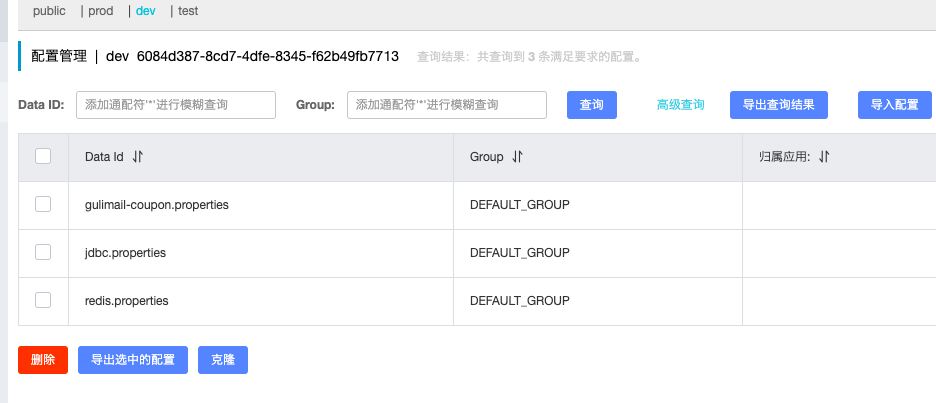 public | prod | dev | test
配置管理 | dev 6084d387-8cd7-4dfe-8345-f62b49fb7713 查询结果：共查询到 3 条满足要求的配置。
Data ID: 添加通配符'*'进行模糊查询 Group: 添加通配符'*'进行模糊查询 查询 高级查询 导出查询结果 导入配置
Data Id Group 归属应用:
gulimail-coupon.properties DEFAULT_GROUP
jdbc.properties DEFAULT_GROUP
redis.properties DEFAULT_GROUP
删除 导出选中的配置 克隆